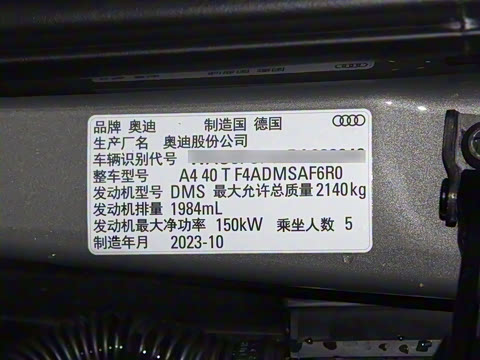 品牌 奥迪 制造国 德国
生产厂名 奥迪股份公司
车辆识别代号
整车型号 A4 40 T F4ADMSAF6R0
发动机型号 DMS 最大允许总质量 2140kg
发动机排量 1984mL
发动机最大净功率 150kW 乘坐人数 5
制造年月 2023-10